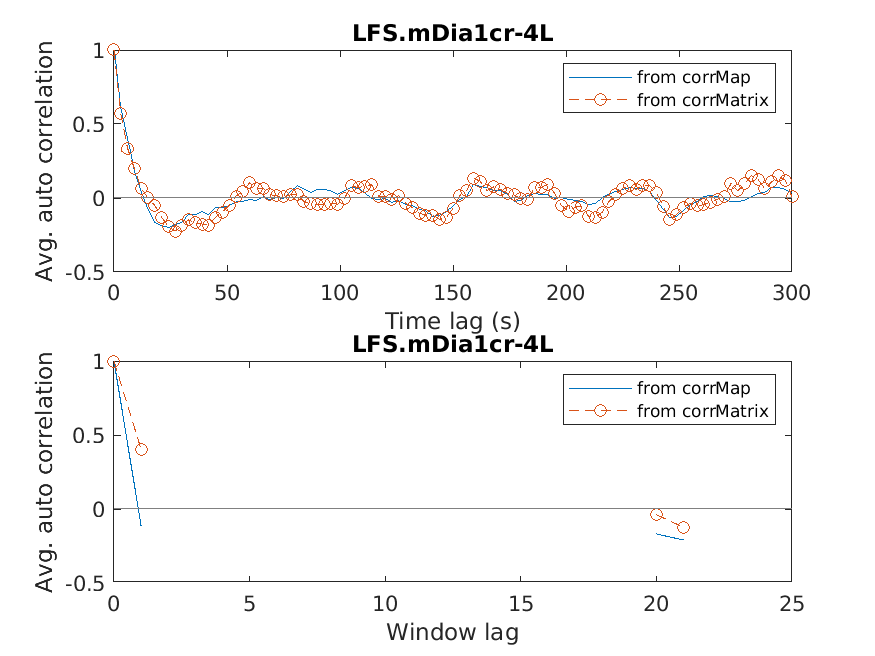 LFS.mDia1cr-4L
Avg. auto correlation
1
0.5
0
-0.5
from corrMap
from corrMatrix
0 50 100 150 200 250 300
Time lag (s)
LFS.mDia1cr-4L
Avg. auto correlation
1
0.5
0
-0.5
from corrMap
from corrMatrix
0 5 10 15 20 25
Window lag